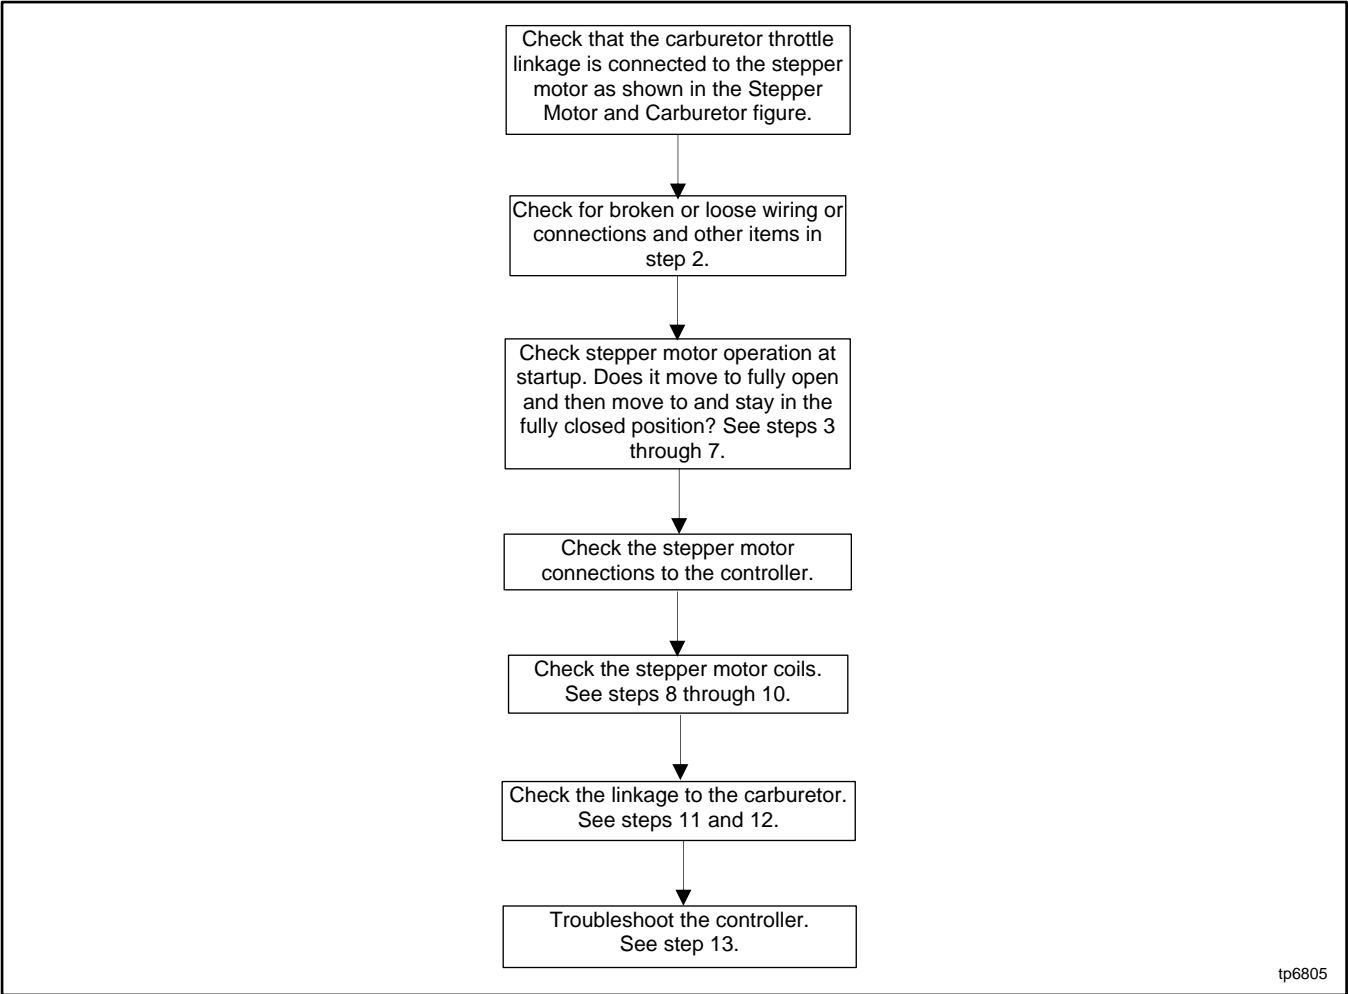 Check that the carburetor throttle
linkage is connected to the stepper
motor as shown in the Stepper
Motor and Carburetor figure.
Check for broken or loose wiring or
connections and other items in
step 2.
Check stepper motor operation at
startup. Does it move to fully open
and then move to and stay in the
fully closed position? See steps 3
through 7.
Check the stepper motor
connections to the controller.
Check the stepper motor coils.
See steps 8 through 10.
Check the linkage to the carburetor.
See steps 11 and 12.
Troubleshoot the controller.
See step 13.
tp6805